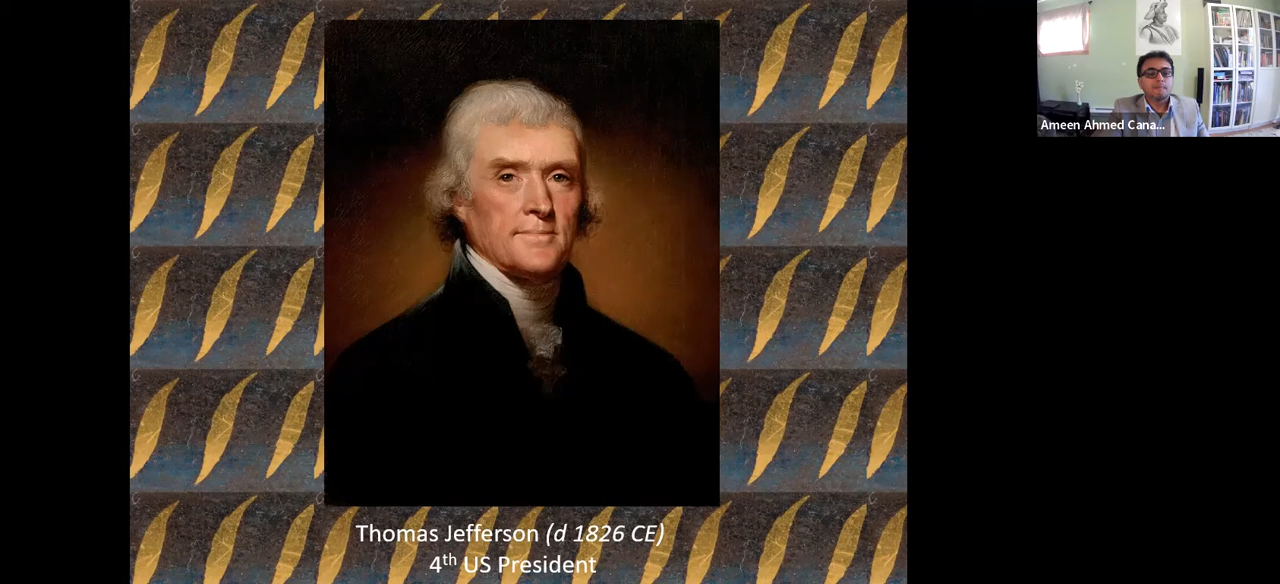 Ameen Ahmed Cana...
Thomas Jefferson (d 1826 CE)
4th US President